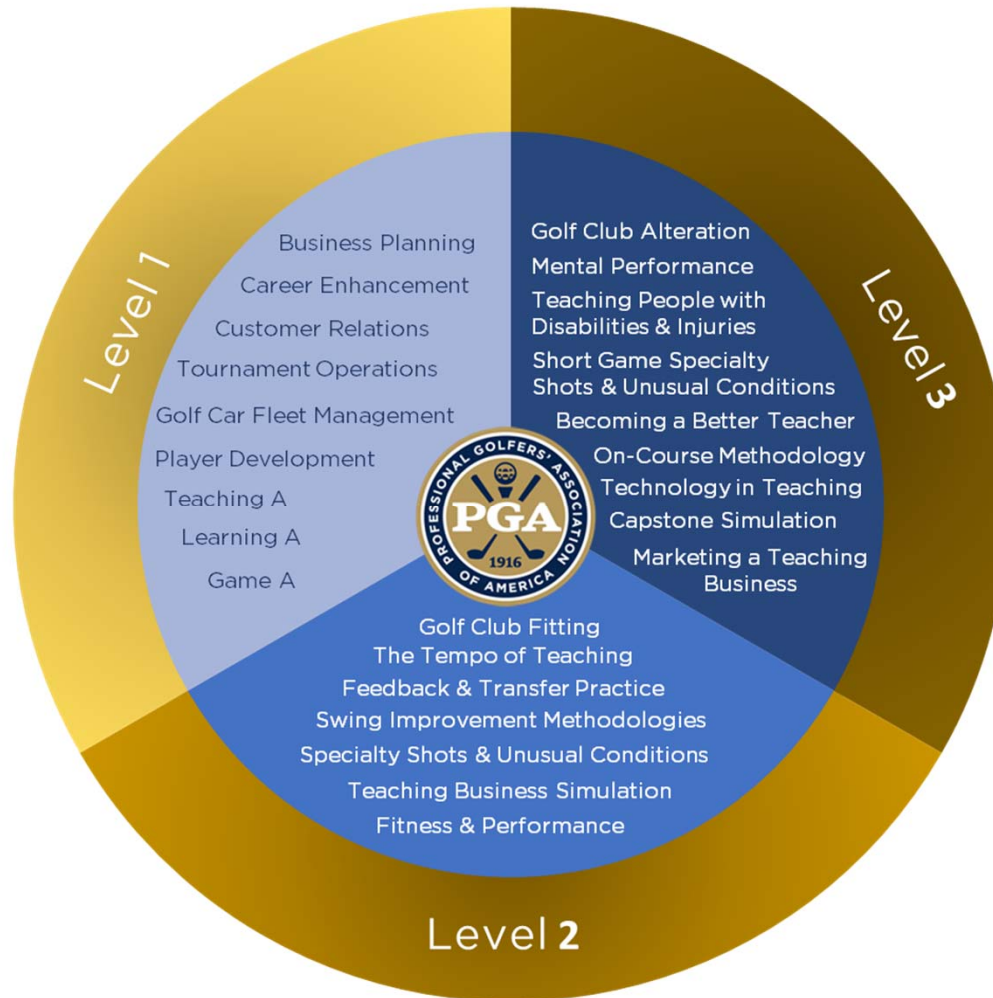 Level 1
Business Planning
Career Enhancement
Customer Relations
Tournament Operations
Golf Car Fleet Management
Player Development
Teaching A
Learning A
Game A
Level 3
Golf Club Alteration
Mental Performance
Teaching People with
Disabilities & Injuries
Short Game Specialty
Shots & Unusual Conditions
Becoming a Better Teacher
On-Course Methodology
Technology in Teaching
Capstone Simulation
Marketing a Teaching
Business
PROFESSIONAL GOLFERS' ASSOCIATION
PGA
1916
OF AMERICA
Golf Club Fitting
The Tempo of Teaching
Feedback & Transfer Practice
Swing Improvement Methodologies
Specialty Shots & Unusual Conditions
Teaching Business Simulation
Fitness & Performance
Level 2